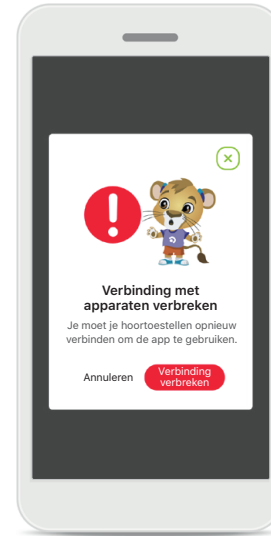 Verbinding met
apparaten verbreken
Je moet je hoortoestellen opnieuw
verbinden om de app te gebruiken.
Annuleren
Verbinding
verbreken